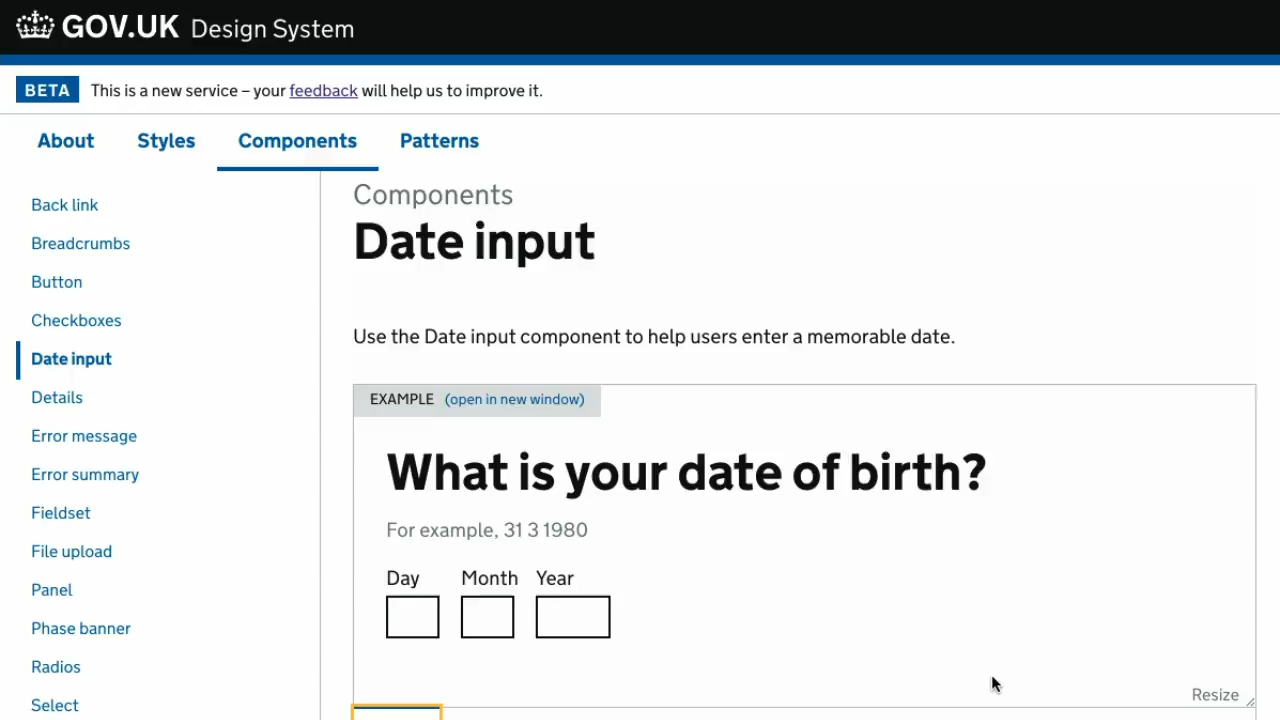 GOV.UK Design System
BETA This is a new service – your feedback will help us to improve it.
About Styles Components Patterns
Back link
Breadcrumbs
Button
Checkboxes
Date input
Details
Error message
Error summary
Fieldset
File upload
Panel
Phase banner
Radios
Select
Components
Date input
Use the Date input component to help users enter a memorable date.
EXAMPLE (open in new window)
What is your date of birth?
For example, 31 3 1980
Day Month Year
Resize